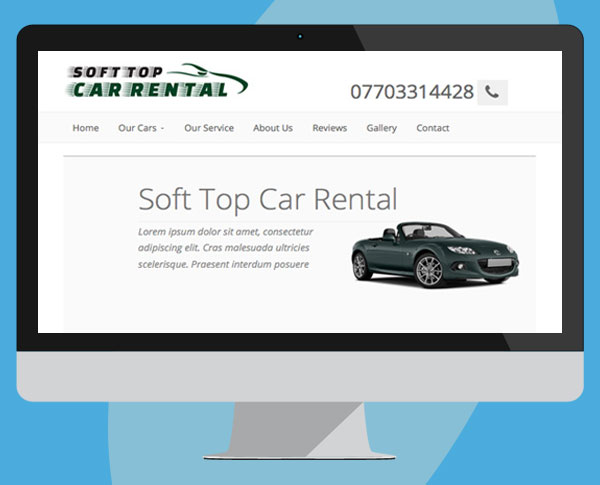 SOFT TOP
CAR RENTAL
07703314428
Home Our Cars Our Service About Us Reviews Gallery Contact
Soft Top Car Rental
Lorem ipsum dolor sit amet, consectetur
adipiscing elit. Cras malesuada ultricies
scelerisque. Praesent interdum posuere